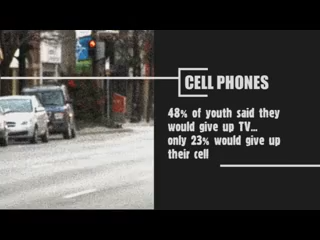 CELL PHONES
48% of youth said they
would give up TV...
only 23% would give up
their cell